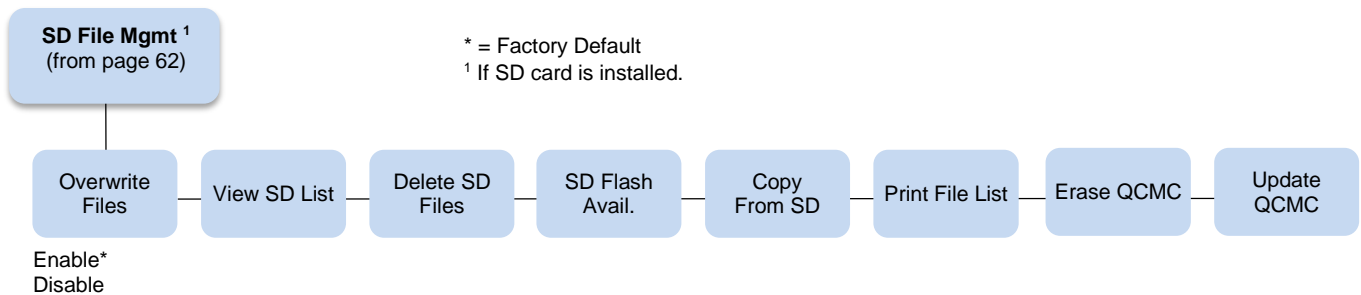 SD File Mgmt ¹
(from page 62)
* = Factory Default
¹ If SD card is installed.
Overwrite
Files
View SD List
Delete SD
Files
SD Flash
Avail.
Copy
From SD
Print File List
Erase QCMC
Update
QCMC
Enable*
Disable